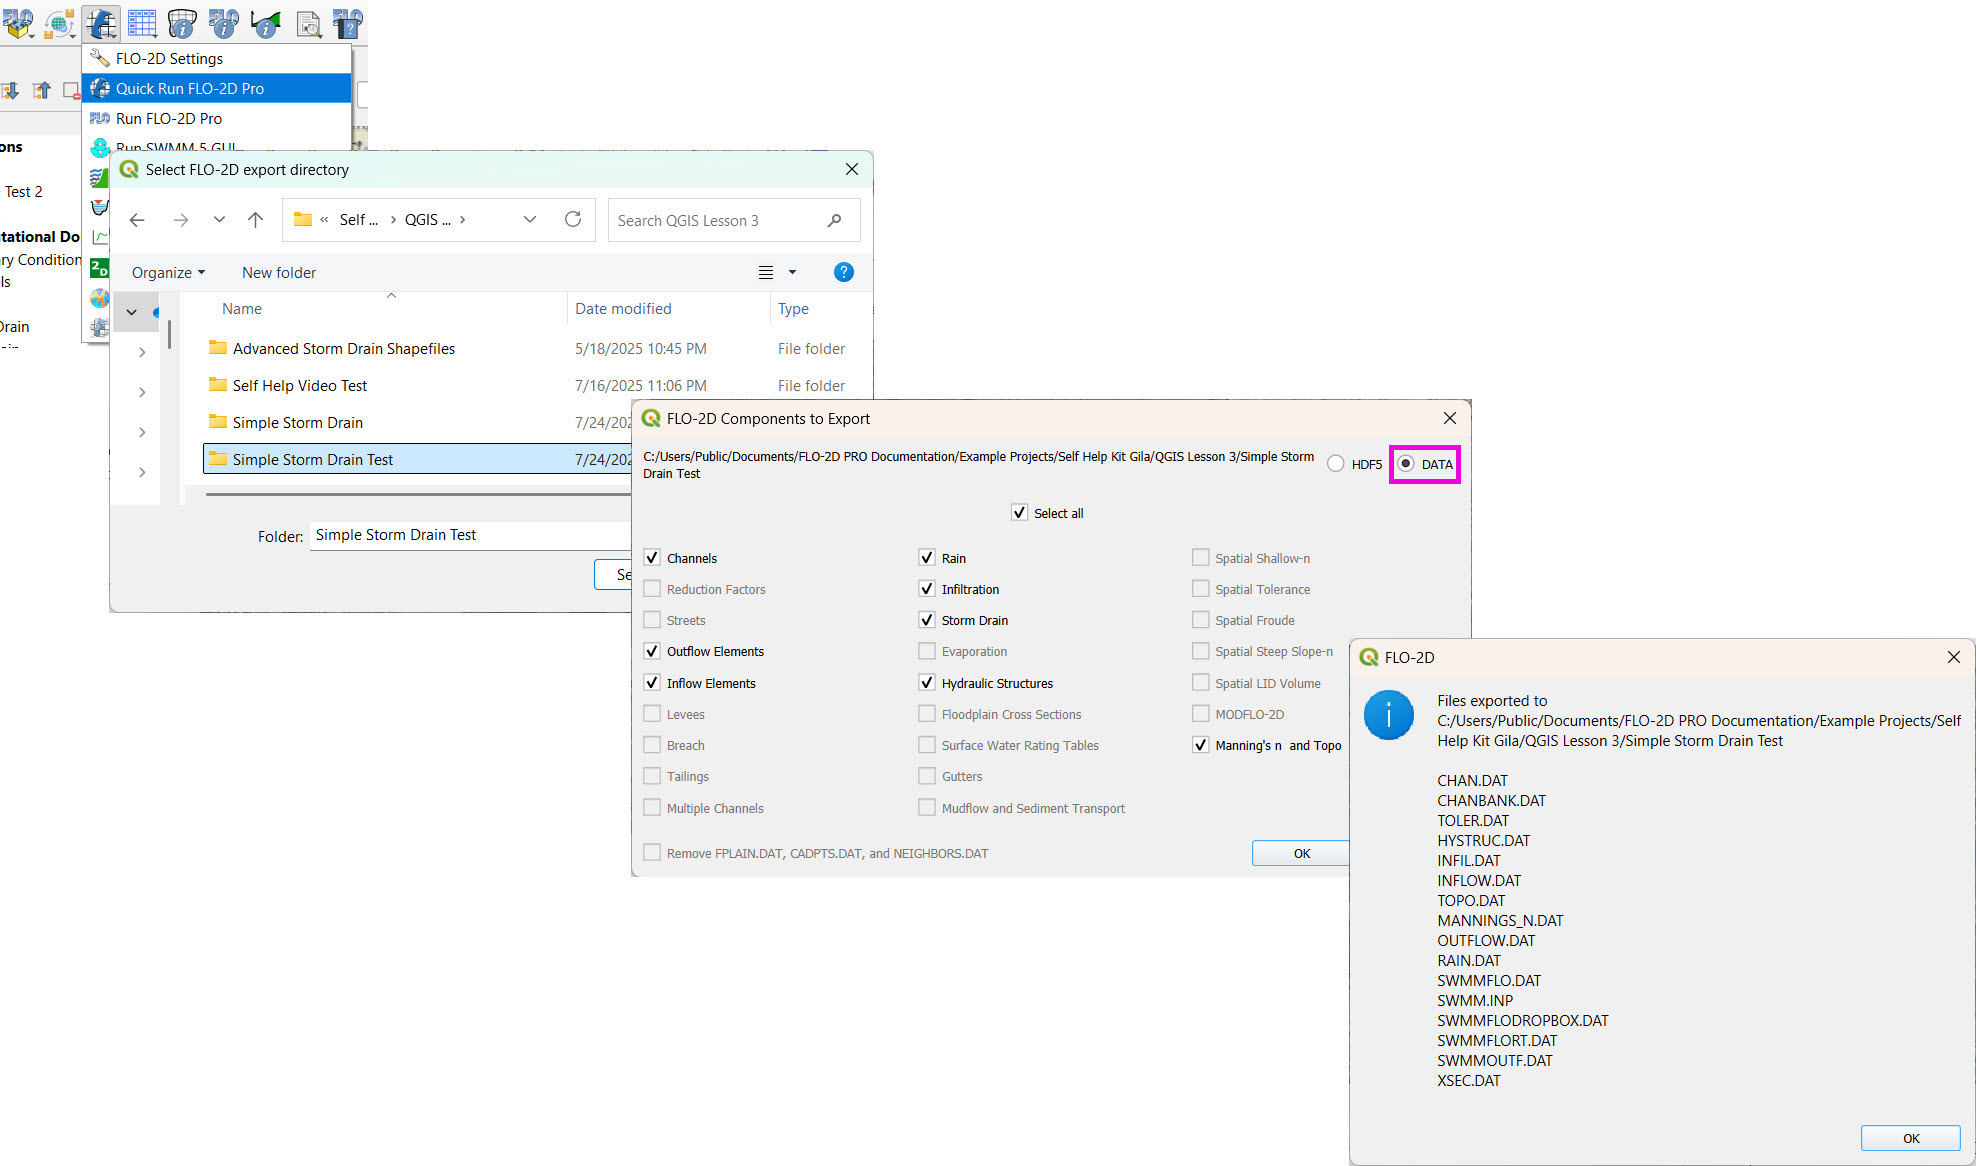 FLO-2D Settings
Quick Run FLO-2D Pro
Run FLO-2D Pro
Run SWMM 5 GUI
ons
Test 2
tational Do
ry Condition
ls
Drain
Select FLO-2D export directory
« Self ... › QGIS ... ›
Search QGIS Lesson 3
Organize
New folder
Name Date modified Type
Advanced Storm Drain Shapefiles 5/18/2025 10:45 PM File folder
Self Help Video Test 7/16/2025 11:06 PM File folder
Simple Storm Drain 7/24/202
Simple Storm Drain Test 7/24/202
Folder: Simple Storm Drain Test
Se
FLO-2D Components to Export
C:/Users/Public/Documents/FLO-2D PRO Documentation/Example Projects/Self Help Kit Gila/QGIS Lesson 3/Simple Storm
Drain Test
HDF5 DATA
Select all
Channels Rain Spatial Shallow-n
Reduction Factors Infiltration Spatial Tolerance
Streets Storm Drain Spatial Froude
Outflow Elements Evaporation Spatial Steep Slope-n
Inflow Elements Hydraulic Structures Spatial LID Volume
Levees Floodplain Cross Sections MODFLO-2D
Breach Surface Water Rating Tables Manning's n and Topo
Tailings Gutters
Multiple Channels Mudflow and Sediment Transport
Remove FPLAIN.DAT, CADPTS.DAT, and NEIGHBORS.DAT
OK
FLO-2D
Files exported to
C:/Users/Public/Documents/FLO-2D PRO Documentation/Example Projects/Self
Help Kit Gila/QGIS Lesson 3/Simple Storm Drain Test
CHAN.DAT
CHANBANK.DAT
TOLER.DAT
HYSTRUC.DAT
INFIL.DAT
INFLOW.DAT
TOPO.DAT
MANNINGS_N.DAT
OUTFLOW.DAT
RAIN.DAT
SWMMFLO.DAT
SWMM.INP
SWMMFLODROPBOX.DAT
SWMMFLORT.DAT
SWMMOUTF.DAT
XSEC.DAT
OK